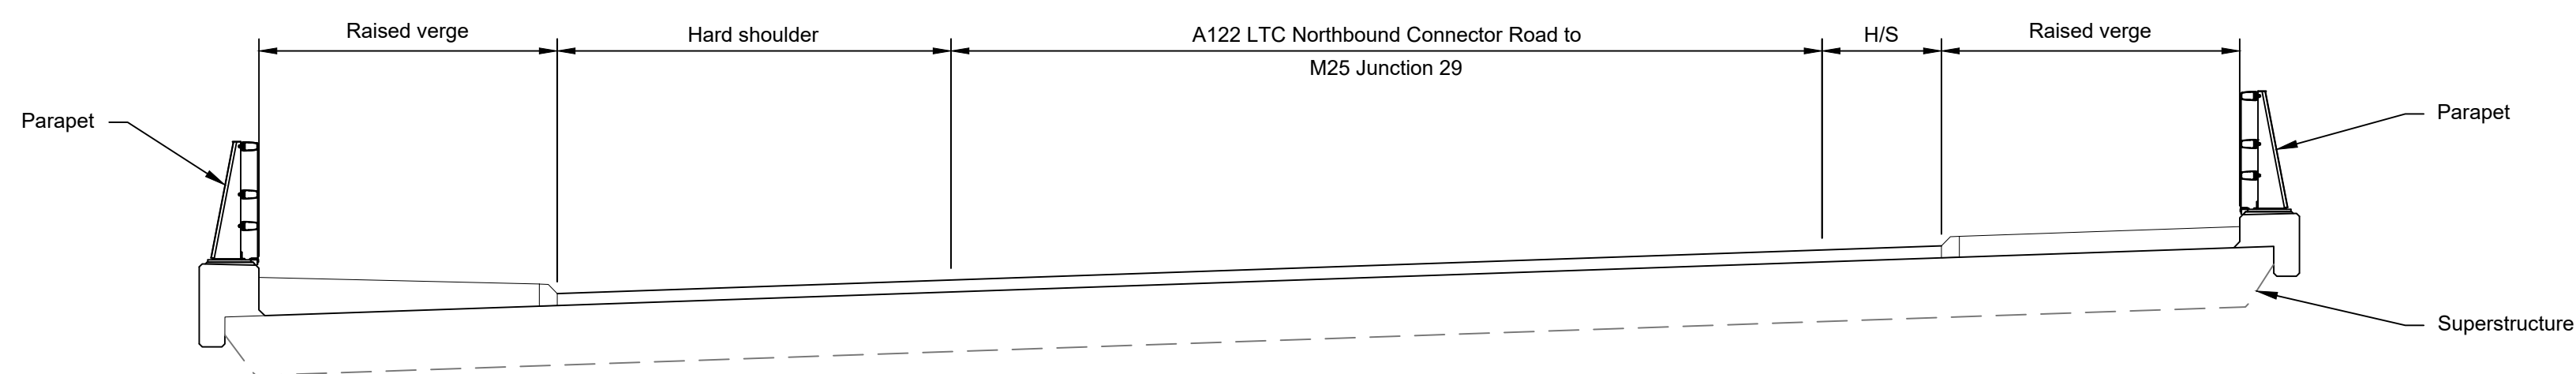 Raised verge
Hard shoulder
A122 LTC Northbound Connector Road to
M25 Junction 29
H/S
Raised verge
Parapet
Parapet
Superstructure